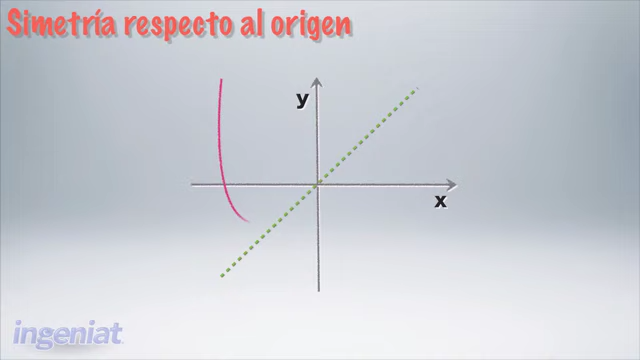 Simetría respecto al origen
y
x
ingeniat